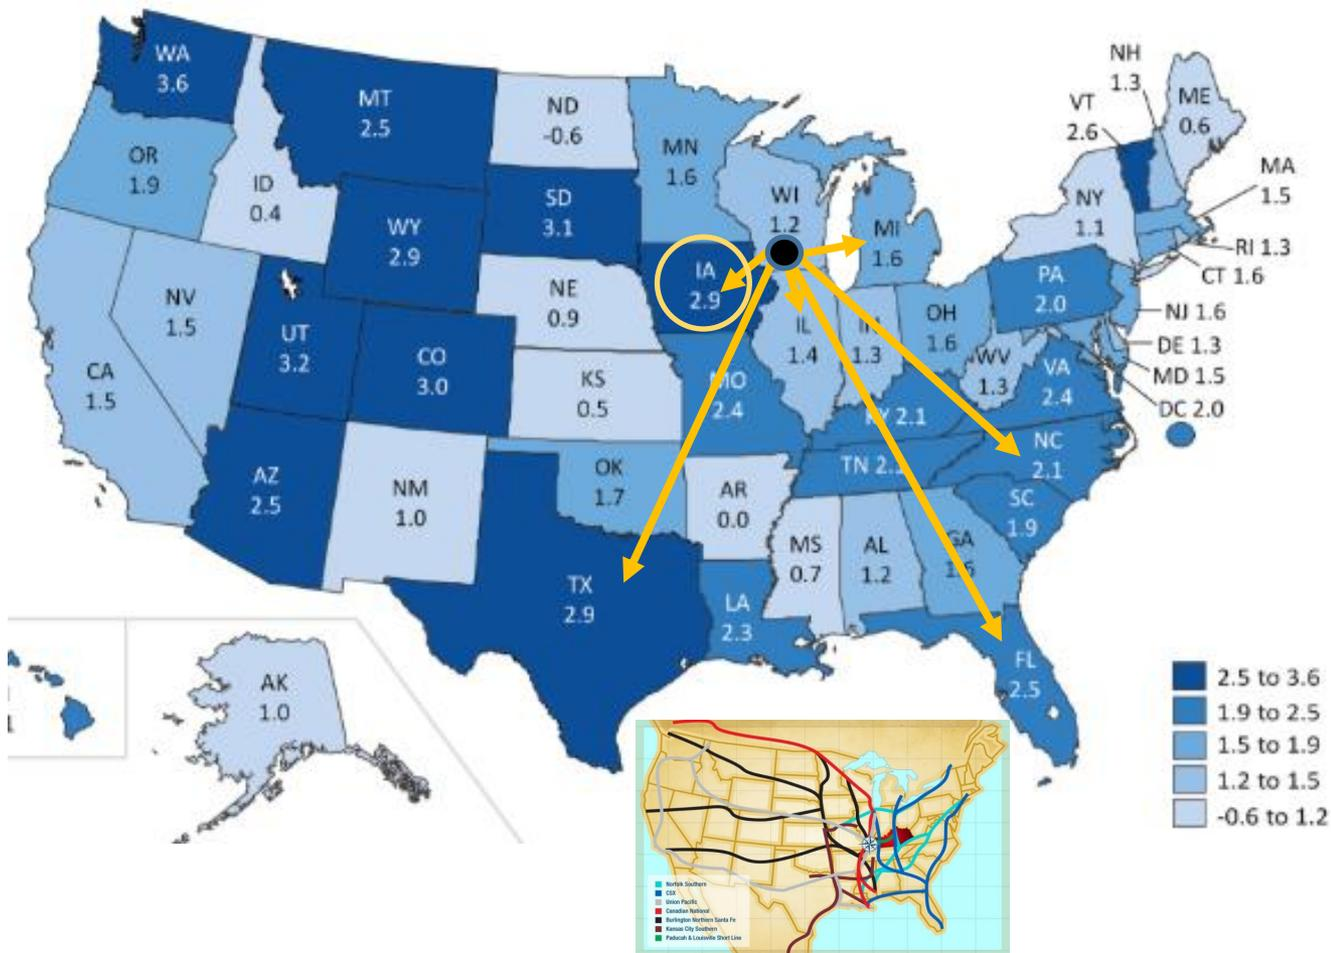 WA
3.6
MT
2.5
ND
-0.6
MN
1.6
OR
1.9
ID
0.4
WY
2.9
SD
3.1
WI
1.2
MI
1.6
NH
1.3
VT
2.6
ME
0.6
MA
1.5
NY
1.1
RI 1.3
CT 1.6
NV
1.5
UT
3.2
CO
3.0
NE
0.9
IA
2.9
IL
1.4
IN
1.3
OH
1.6
PA
2.0
NJ 1.6
DE 1.3
MD 1.5
DC 2.0
CA
1.5
KS
0.5
MO
2.4
KY 2.1
WV
1.3
VA
2.4
AZ
2.5
NM
1.0
OK
1.7
AR
0.0
TN
NC
2.1
SC
1.9
TX
2.9
LA
2.3
MS
0.7
AL
1.2
GA
FL
2.5
AK
1.0
2.5 to 3.6
1.9 to 2.5
1.5 to 1.9
1.2 to 1.5
-0.6 to 1.2
Norfolk Southern
CSX
Union Pacific
Canadian National
Burlington Northern Santa Fe
Kansas City Southern
Paducah & Louisville Short Line